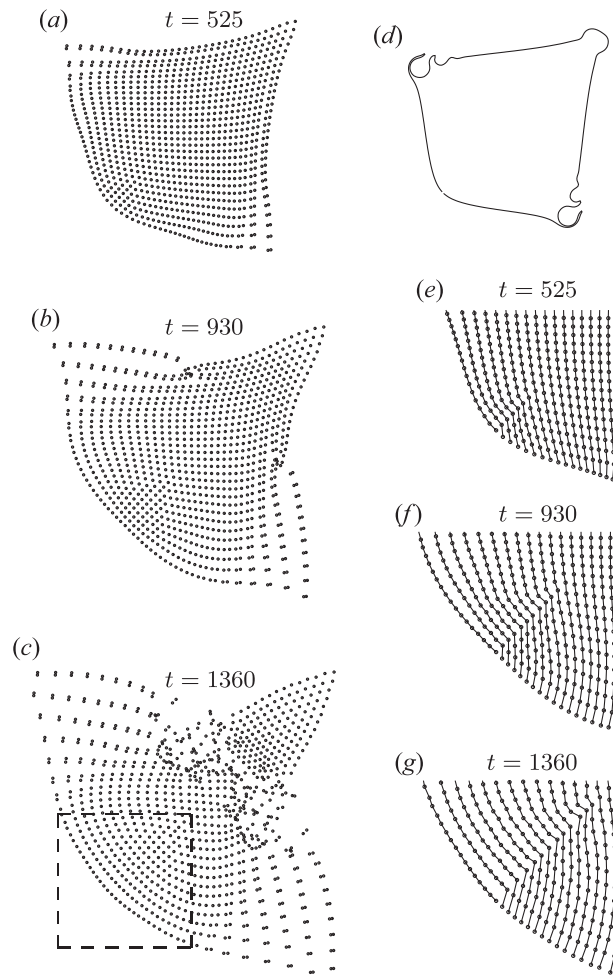 (a) t = 525
(d)
(b) t = 930
(e) t = 525
(f) t = 930
(c) t = 1360
(g) t = 1360